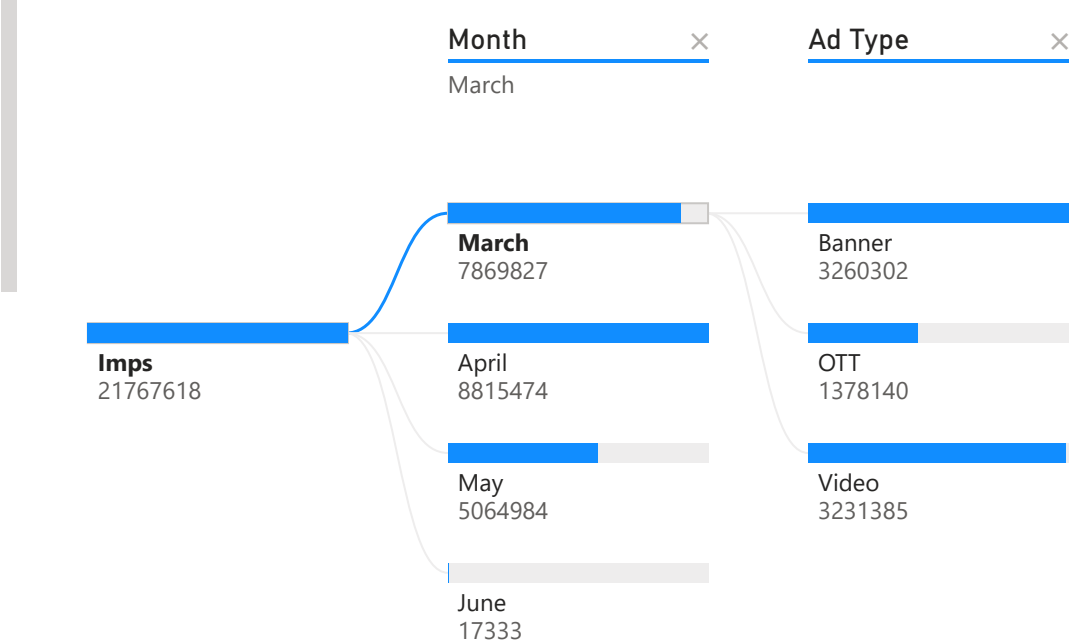 Month
Ad Type
March
March
7869827
Banner
3260302
Imps
21767618
April
8815474
OTT
1378140
May
5064984
Video
3231385
June
17333